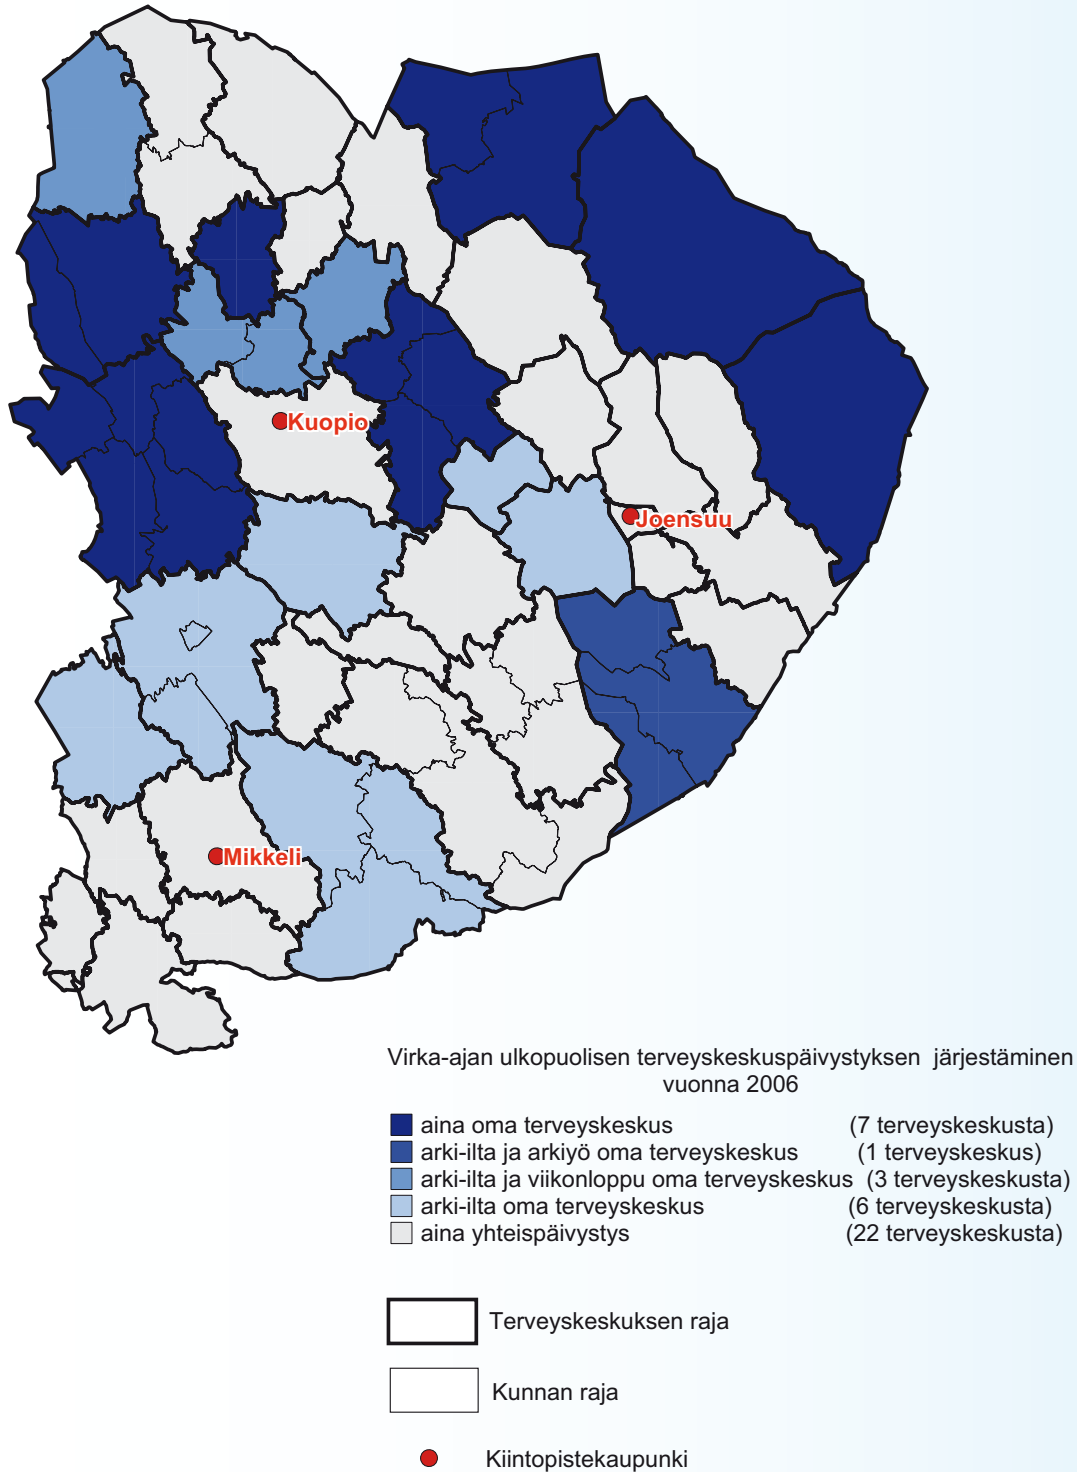 Kuopio
Joensuu
Mikkeli
Virka-ajan ulkopuolisen terveyskeskuspäivystyksen järjestäminen
vuonna 2006
aina oma terveyskeskus (7 terveyskeskusta)
arki-ilta ja arkiyö oma terveyskeskus (1 terveyskeskus)
arki-ilta ja viikonloppu oma terveyskeskus (3 terveyskeskusta)
arki-ilta oma terveyskeskus (6 terveyskeskusta)
aina yhteispäivystys (22 terveyskeskusta)
Terveyskeskuksen raja
Kunnan raja
Kiintopistekaupunki